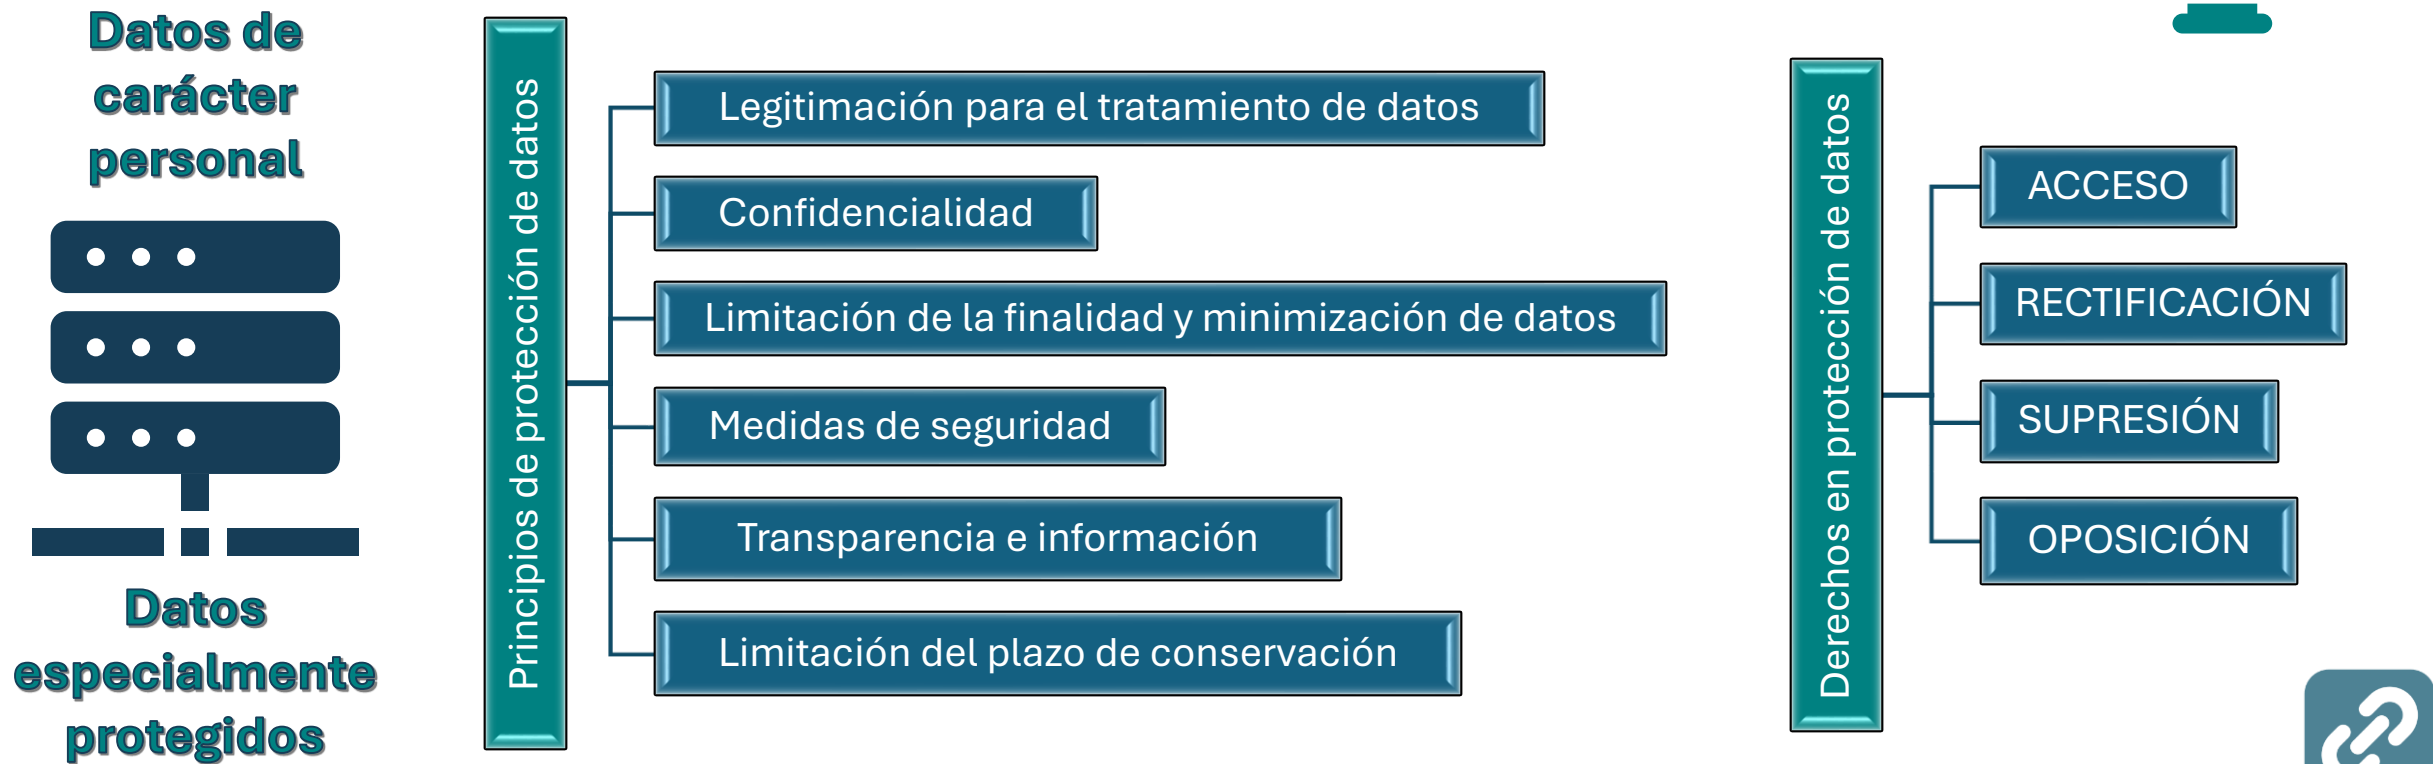 Datos de
carácter
personal
Datos
especialmente
protegidos
Principios de protección de datos
Legitimación para el tratamiento de datos
Confidencialidad
Limitación de la finalidad y minimización de datos
Medidas de seguridad
Transparencia e información
Limitación del plazo de conservación
Derechos en protección de datos
ACCESO
RECTIFICACIÓN
SUPRESIÓN
OPOSICIÓN